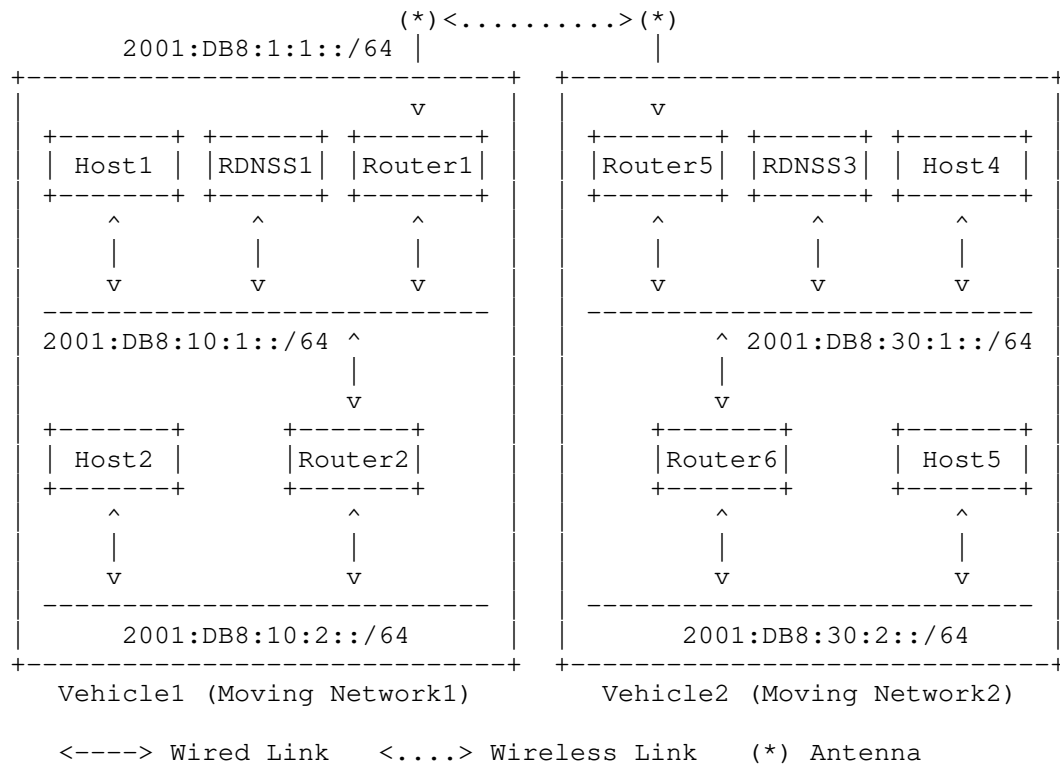 (*)<..........>(*)
2001:DB8:1:1::/64
Host1 RDNSS1 Router1 Router5 RDNSS3 Host4
2001:DB8:10:1::/64 2001:DB8:30:1::/64
Host2 Router2 Router6 Host5
2001:DB8:10:2::/64 2001:DB8:30:2::/64
Vehicle1 (Moving Network1) Vehicle2 (Moving Network2)
<----> Wired Link <....> Wireless Link (*) Antenna